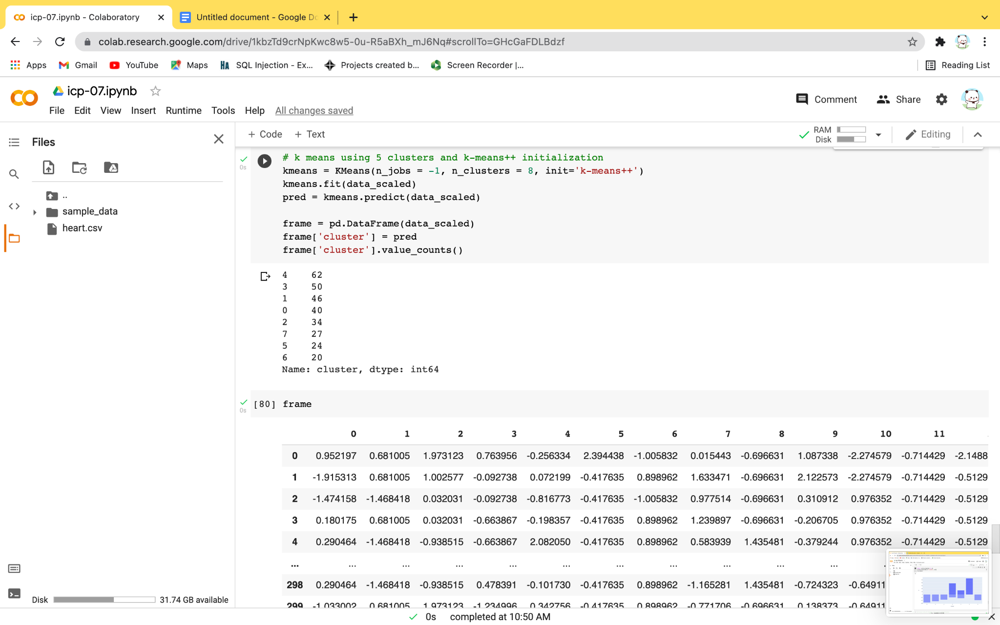 icp-07.ipynb - Colaboratory
Untitled document - Google Do
colab.research.google.com/drive/1kbzTd9crNpKwc8w5-0u-R5aBXh_mJ6Nq#scrollTo=GHcGaFDLBdzf
Apps Gmail YouTube Maps SQL Injection - Ex... Projects created b... Screen Recorder |... Reading List
icp-07.ipynb
Comment Share
File Edit View Insert Runtime Tools Help All changes saved
Files
+ Code + Text
RAM
Disk
Editing
..
sample_data
heart.csv
0s
# k means using 5 clusters and k-means++ initialization
kmeans = KMeans(n_jobs = -1, n_clusters = 8, init='k-means++')
kmeans.fit(data_scaled)
pred = kmeans.predict(data_scaled)
frame = pd.DataFrame(data_scaled)
frame['cluster'] = pred
frame['cluster'].value_counts()
4 62
3 50
1 46
0 40
2 34
7 27
5 24
6 20
Name: cluster, dtype: int64
0s
[80] frame
0 1 2 3 4 5 6 7 8 9 10 11
0 0.952197 0.681005 1.973123 0.763956 -0.256334 2.394438 -1.005832 0.015443 -0.696631 1.087338 -2.274579 -0.714429 -2.1488
1 -1.915313 0.681005 1.002577 -0.092738 0.072199 -0.417635 0.898962 1.633471 -0.696631 2.122573 -2.274579 -0.714429 -0.5129
2 -1.474158 -1.468418 0.032031 -0.092738 -0.816773 -0.417635 -1.005832 0.977514 -0.696631 0.310912 0.976352 -0.714429 -0.5129
3 0.180175 0.681005 0.032031 -0.663867 -0.198357 -0.417635 0.898962 1.239897 -0.696631 -0.206705 0.976352 -0.714429 -0.5129
4 0.290464 -1.468418 -0.938515 -0.663867 2.082050 -0.417635 0.898962 0.583939 1.435481 -0.379244 0.976352 -0.714429 -0.5129
... ... ... ... ... ... ... ... ... ... ...
298 0.290464 -1.468418 -0.938515 0.478391 -0.101730 -0.417635 0.898962 -1.165281 1.435481 -0.724323 -0.64911
299 -1.033002 0.681005 1.973123 -1.234996 0.342756 -0.417635 0.898962 -0.771706 -0.696631 0.138373 -0.64911
Disk 31.74 GB available
0s completed at 10:50 AM